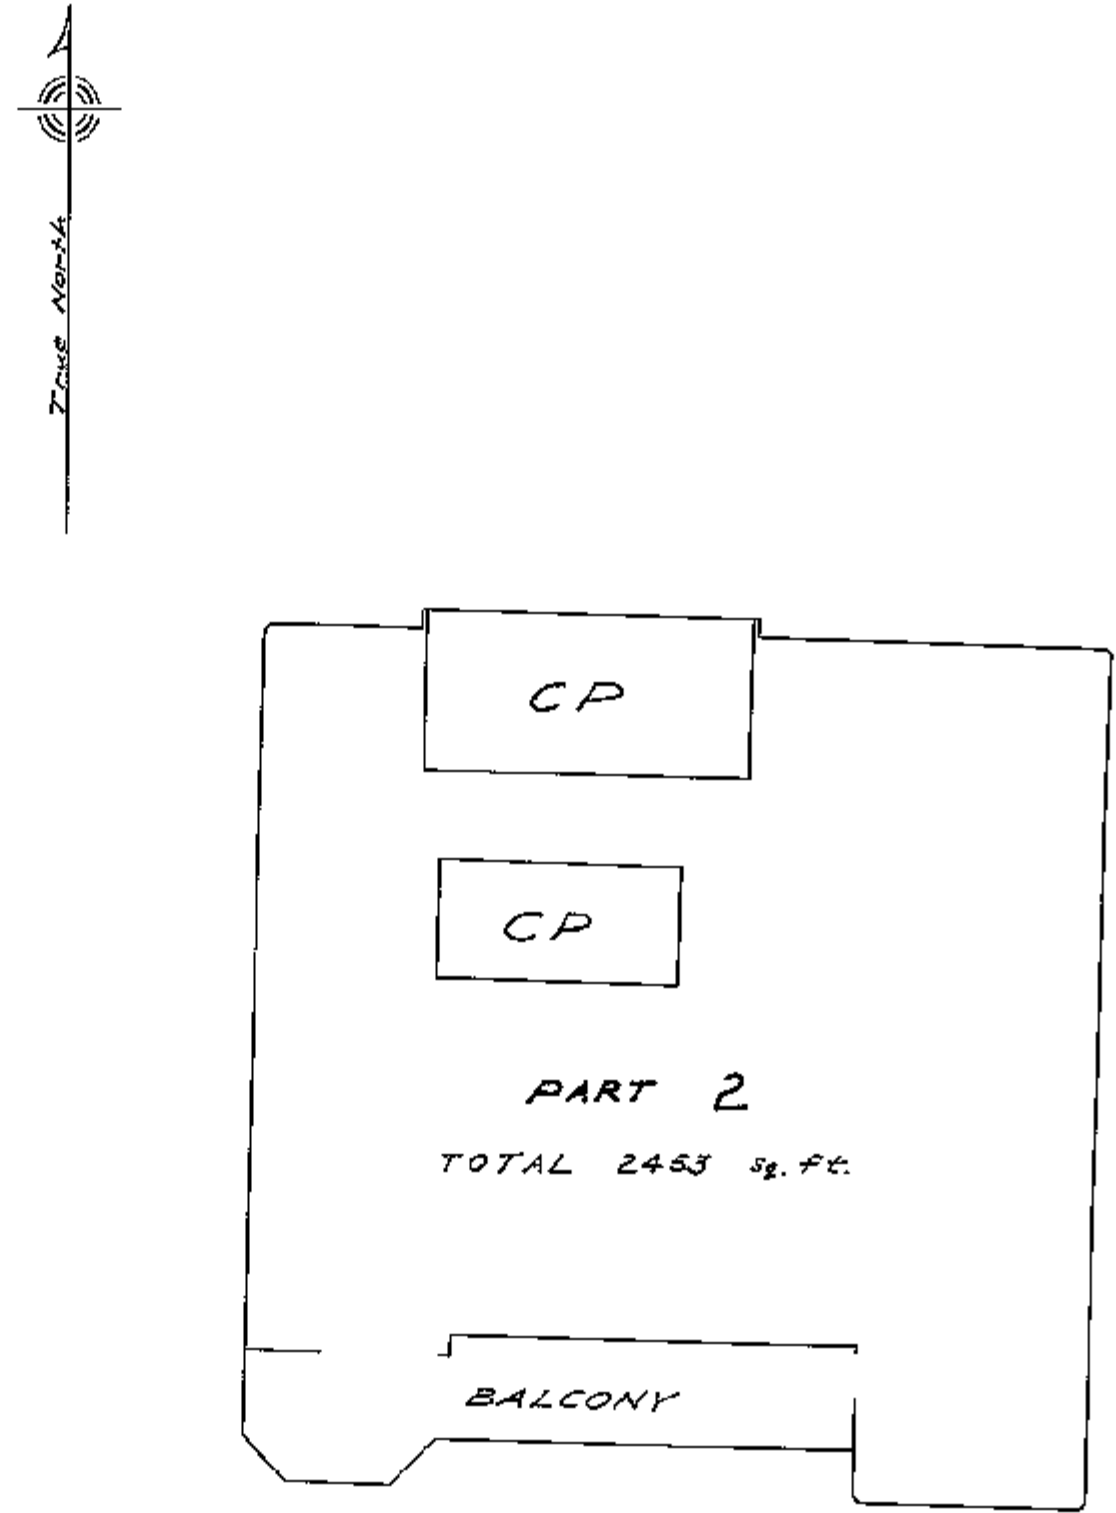 True North
CP
CP
PART 2
TOTAL 2453 sq. ft.
BALCONY